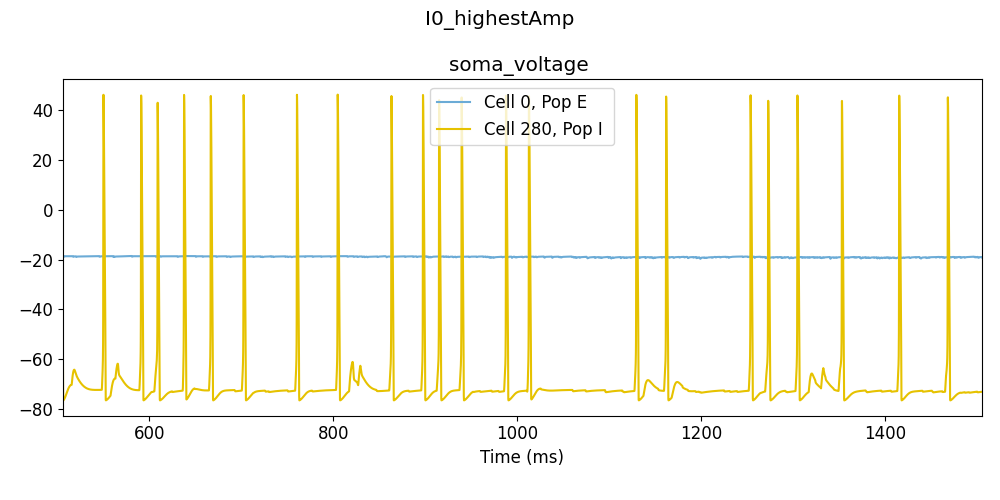 I0_highestAmp
soma_voltage
Cell 0, Pop E
Cell 280, Pop I
40
20
0
−20
−40
−60
−80
600 800 1000 1200 1400
Time (ms)